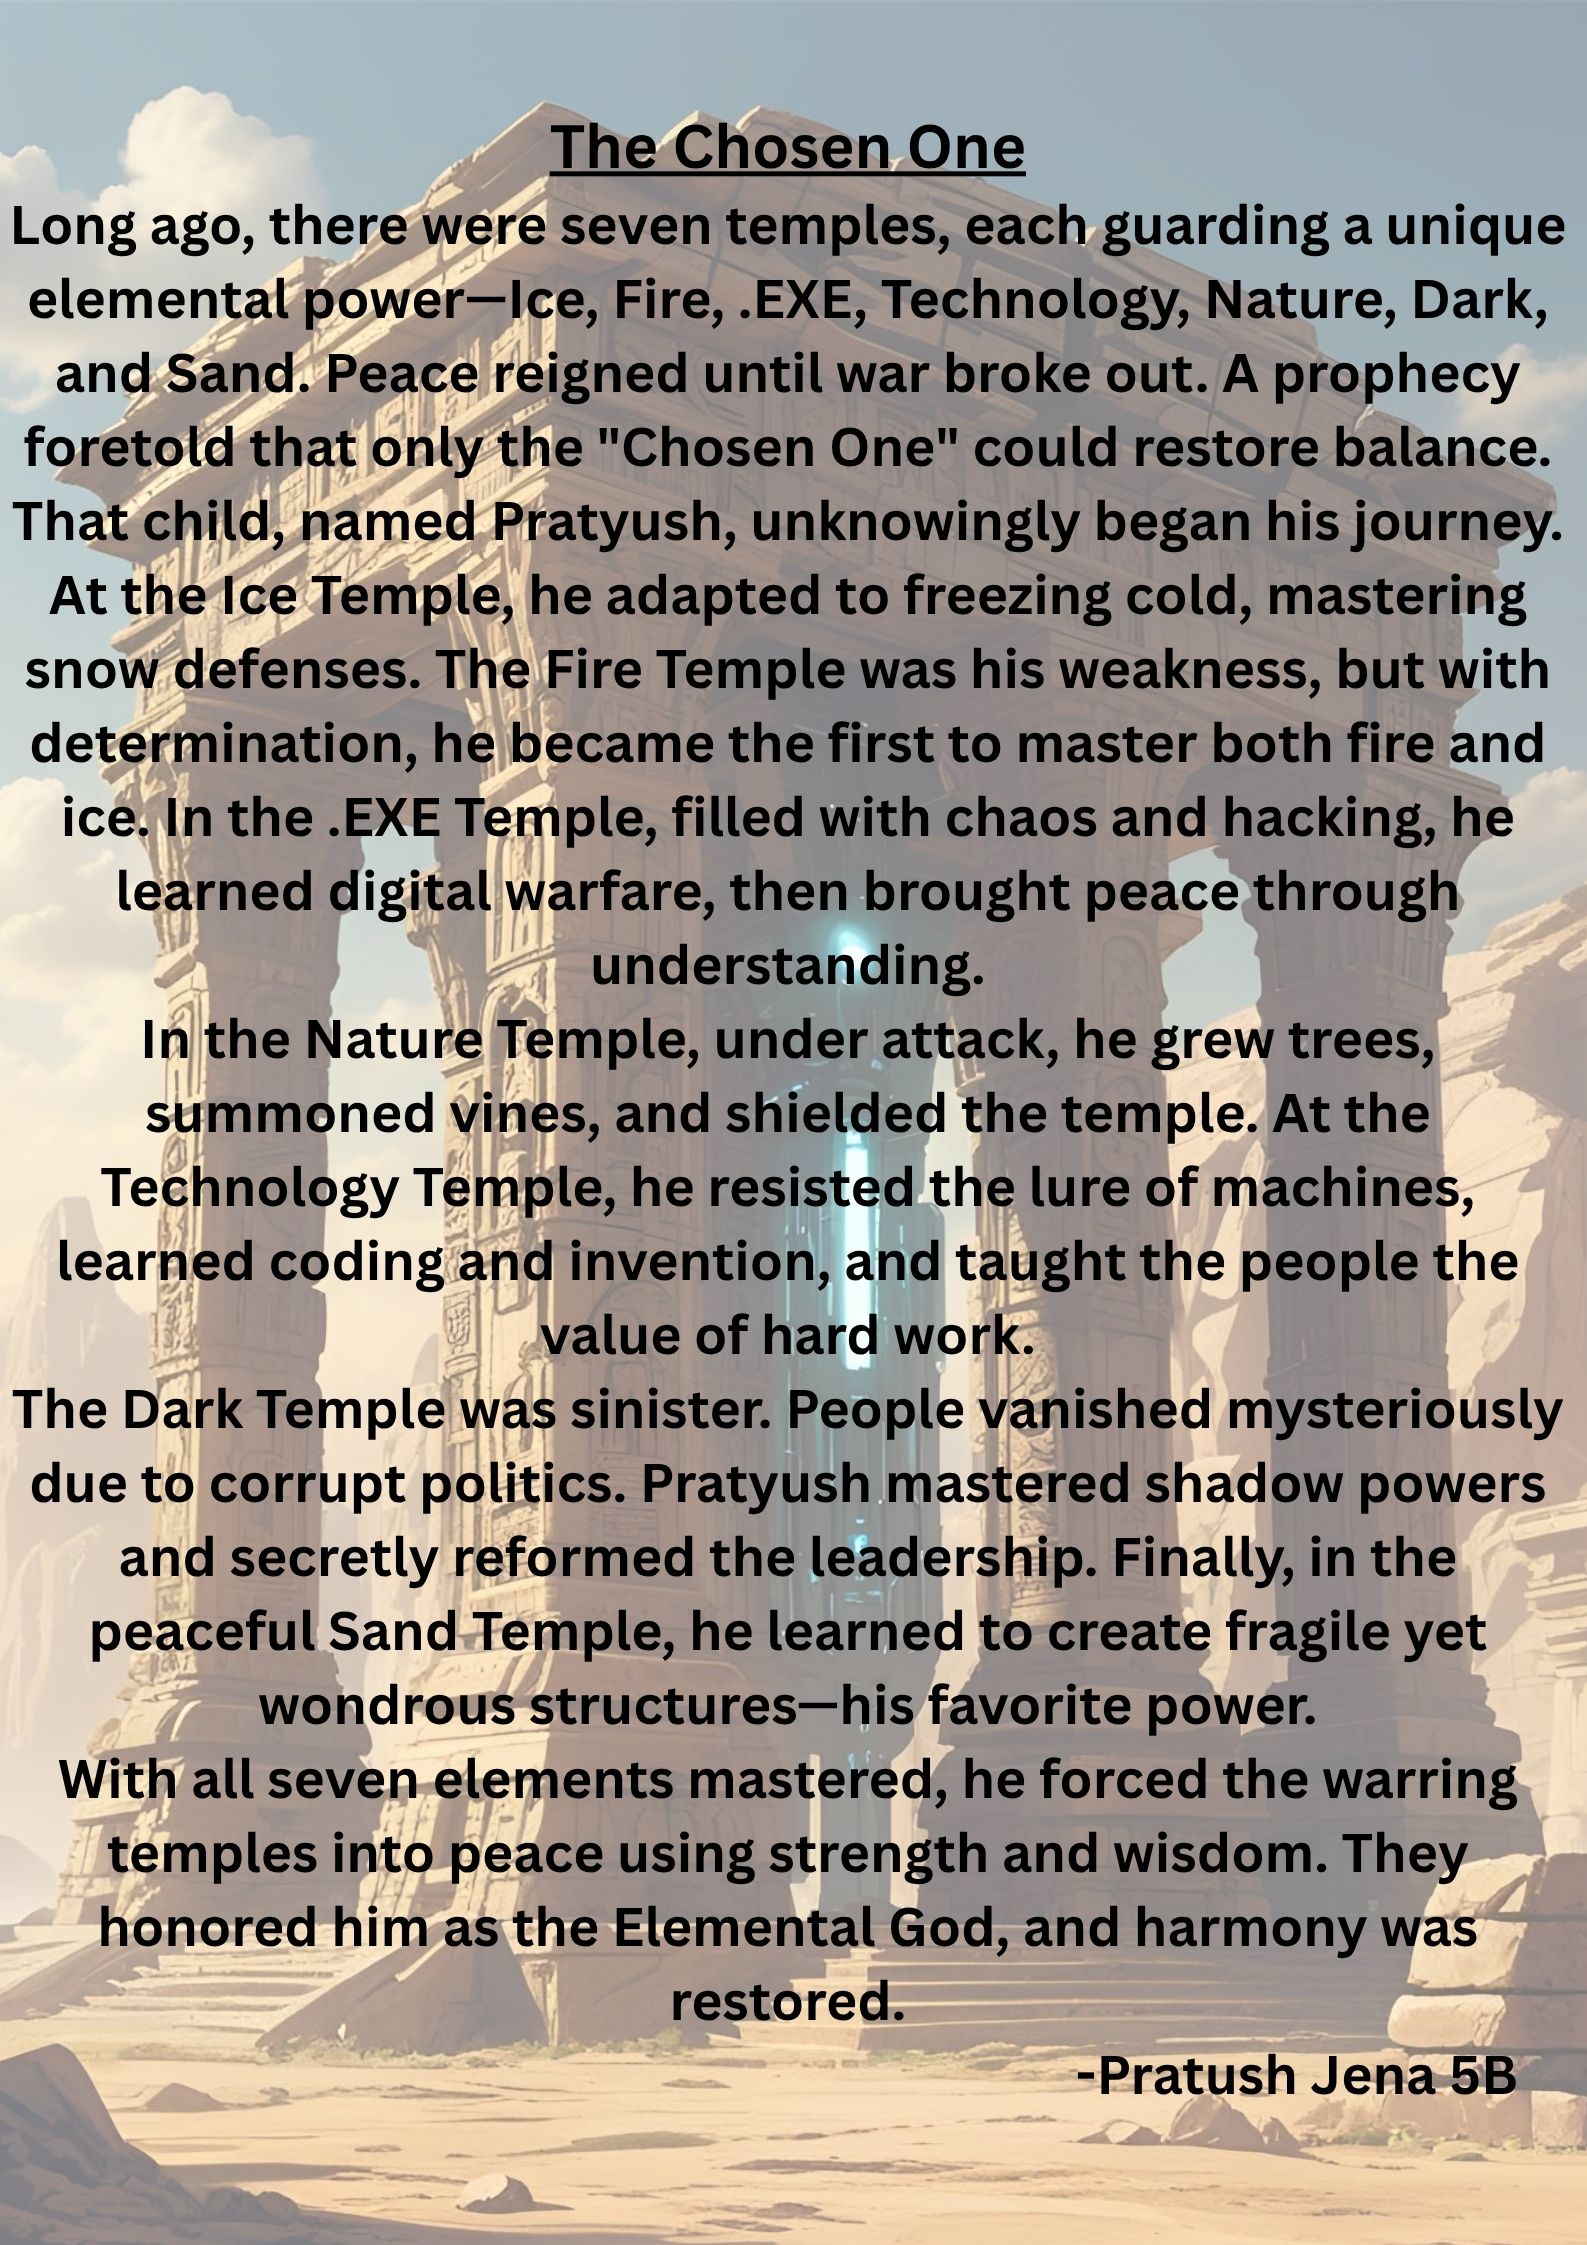 The Chosen One
Long ago, there were seven temples, each guarding a unique
elemental power—Ice, Fire, .EXE, Technology, Nature, Dark,
and Sand. Peace reigned until war broke out. A prophecy
foretold that only the "Chosen One" could restore balance.
That child, named Pratyush, unknowingly began his journey.
At the Ice Temple, he adapted to freezing cold, mastering
snow defenses. The Fire Temple was his weakness, but with
determination, he became the first to master both fire and
ice. In the .EXE Temple, filled with chaos and hacking, he
learned digital warfare, then brought peace through
understanding.
In the Nature Temple, under attack, he grew trees,
summoned vines, and shielded the temple. At the
Technology Temple, he resisted the lure of machines,
learned coding and invention, and taught the people the
value of hard work.
The Dark Temple was sinister. People vanished mysteriously
due to corrupt politics. Pratyush mastered shadow powers
and secretly reformed the leadership. Finally, in the
peaceful Sand Temple, he learned to create fragile yet
wondrous structures—his favorite power.
With all seven elements mastered, he forced the warring
temples into peace using strength and wisdom. They
honored him as the Elemental God, and harmony was
restored.
-Pratush Jena 5B